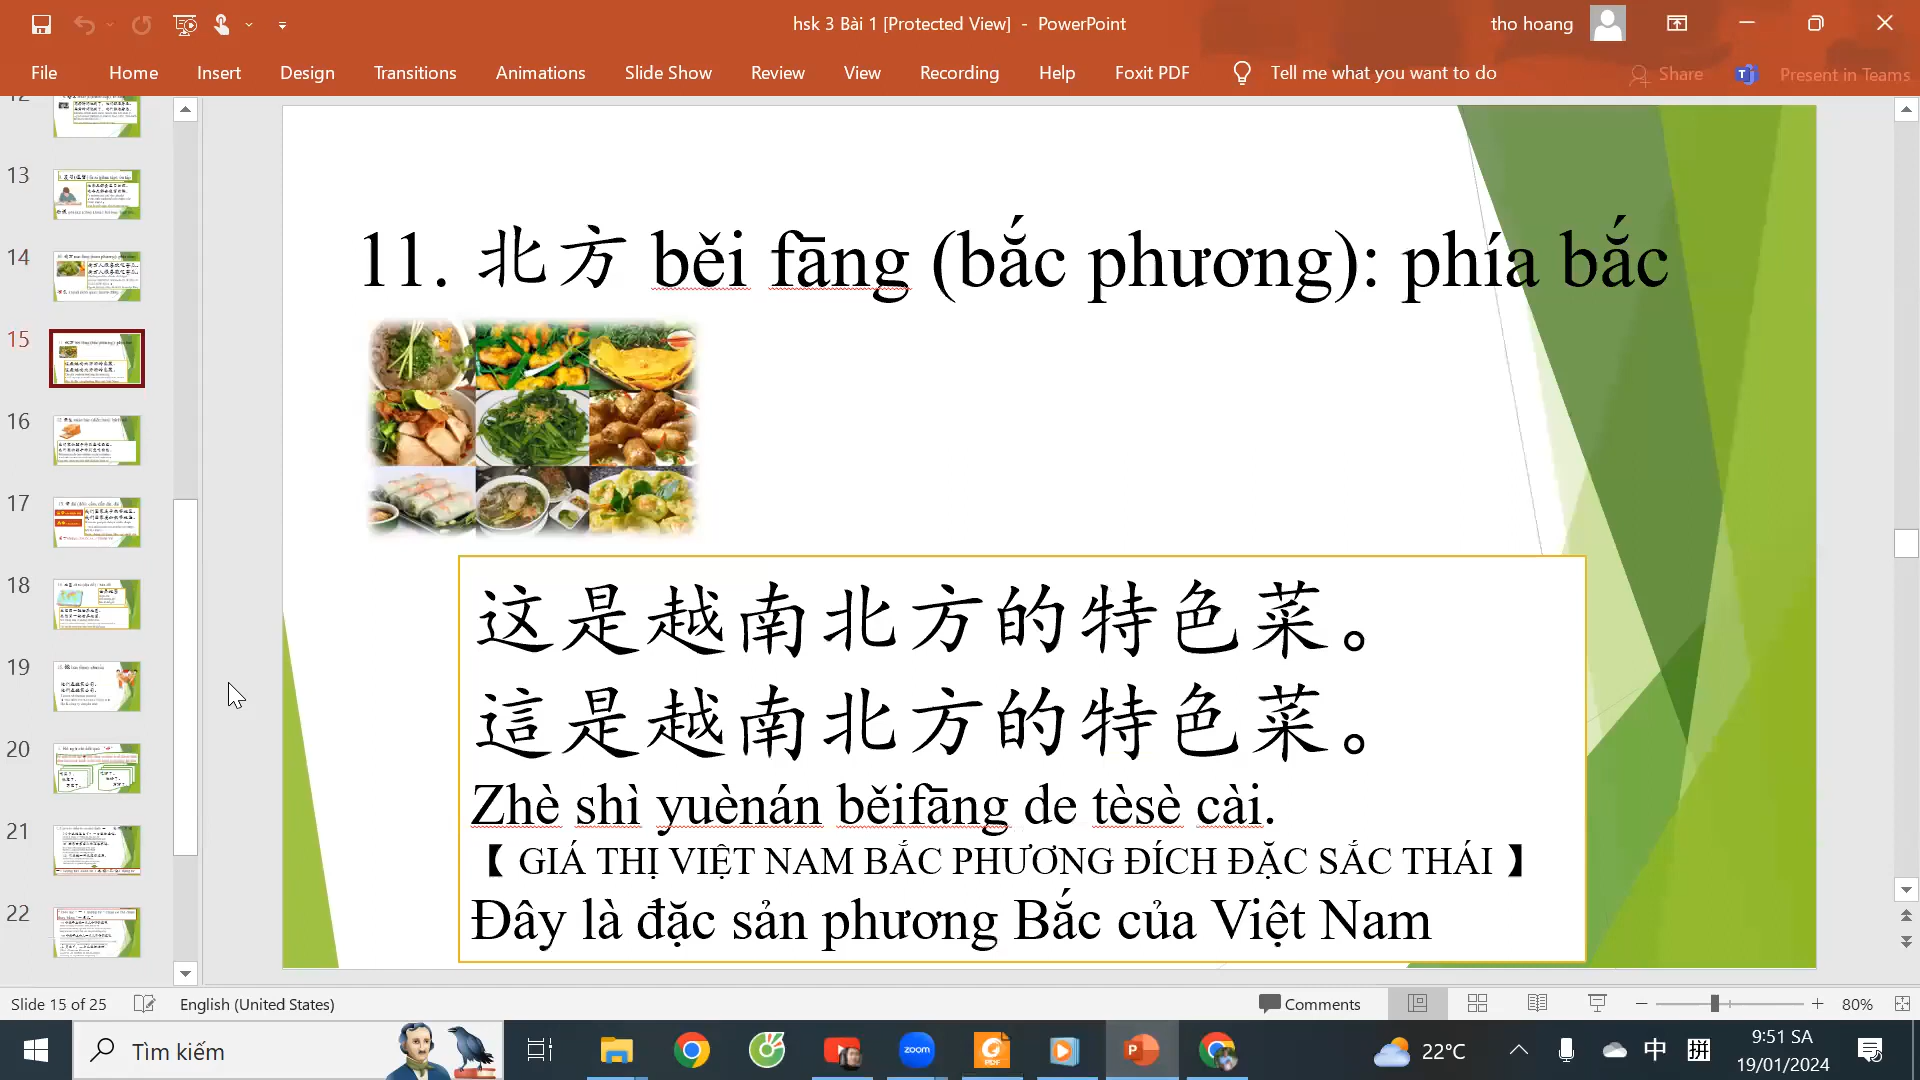 hsk 3 Bài 1 [Protected View] - PowerPoint
tho hoang
File Home Insert Design Transitions Animations Slide Show Review View Recording Help Foxit PDF Tell me what you want to do Share Present in Teams
12
13
14
15
16
17
18
19
20
21
22
11. 北方 běi fāng (bắc phương): phía bắc
这是越南北方的特色菜。
這是越南北方的特色菜。
Zhè shì yuènán běifāng de tèsè cài.
【 GIÁ THỊ VIỆT NAM BẮC PHƯƠNG ĐÍCH ĐẶC SẮC THÁI 】
Đây là đặc sản phương Bắc của Việt Nam
Slide 15 of 25 English (United States) Comments 80%
Tìm kiếm
zoom
PDF
22°C
中
拼
9:51 SA
19/01/2024